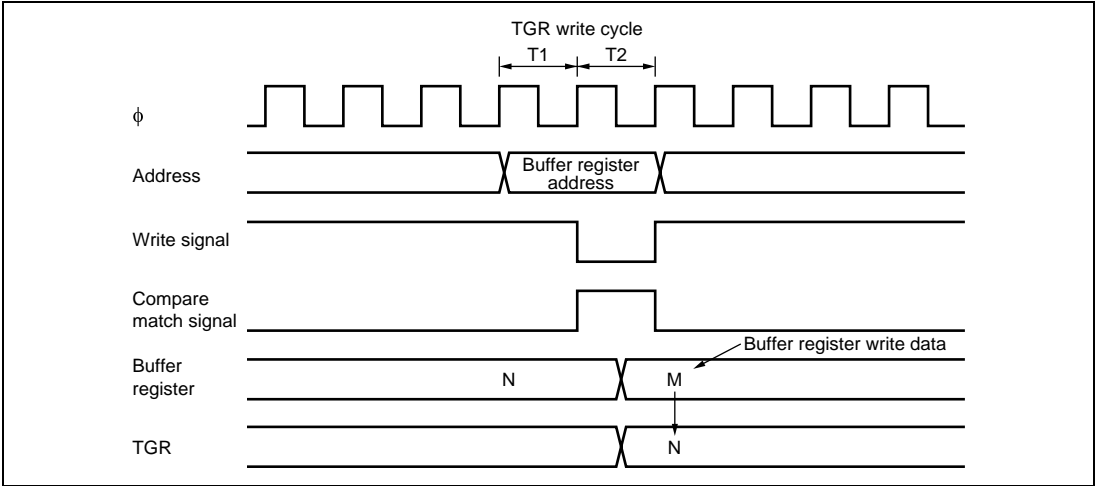 TGR write cycle
T1 T2
ϕ
Address
Buffer register
address
Write signal
Compare
match signal
Buffer register write data
Buffer
register
N M
TGR
N